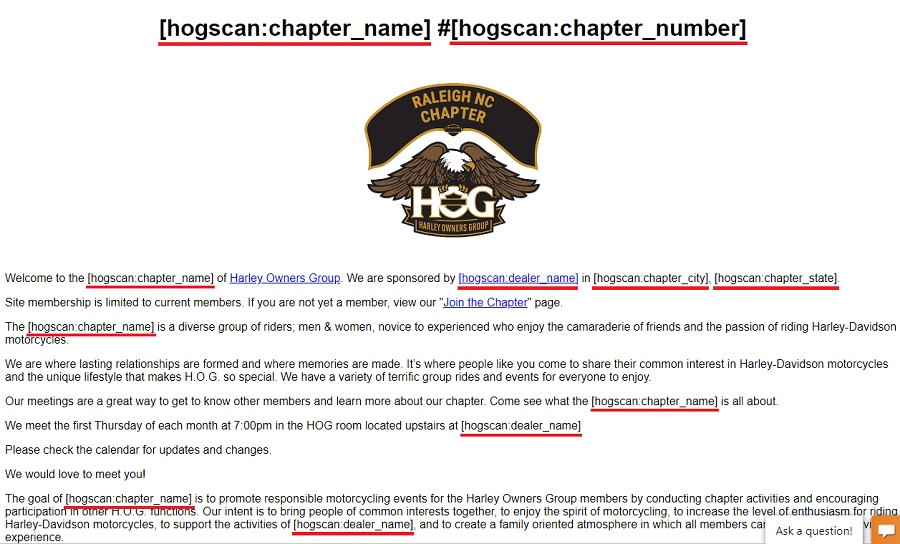 [hogscan:chapter_name] #[hogscan:chapter_number]
RALEIGH NC
CHAPTER
HOG
HARLEY OWNERS GROUP
Welcome to the [hogscan:chapter_name] of Harley Owners Group. We are sponsored by [hogscan:dealer_name] in [hogscan:chapter_city], [hogscan:chapter_state].
Site membership is limited to current members. If you are not yet a member, view our "Join the Chapter" page.
The [hogscan:chapter_name] is a diverse group of riders; men & women, novice to experienced who enjoy the camaraderie of friends and the passion of riding Harley-Davidson
motorcycles.
We are where lasting relationships are formed and where memories are made. It's where people like you come to share their common interest in Harley-Davidson motorcycles
and the unique lifestyle that makes H.O.G. so special. We have a variety of terrific group rides and events for everyone to enjoy.
Our meetings are a great way to get to know other members and learn more about our chapter. Come see what the [hogscan:chapter_name] is all about.
We meet the first Thursday of each month at 7:00pm in the HOG room located upstairs at [hogscan:dealer_name]
Please check the calendar for updates and changes.
We would love to meet you!
The goal of [hogscan:chapter_name] is to promote responsible motorcycling events for the Harley Owners Group members by conducting chapter activities and encouraging
participation in other H.O.G. functions. Our intent is to bring people of common interests together, to enjoy the spirit of motorcycling, to increase the level of enthusiasm for riding
Harley-Davidson motorcycles, to support the activities of [hogscan:dealer_name], and to create a family oriented atmosphere in which all members
experience.
Ask a question!